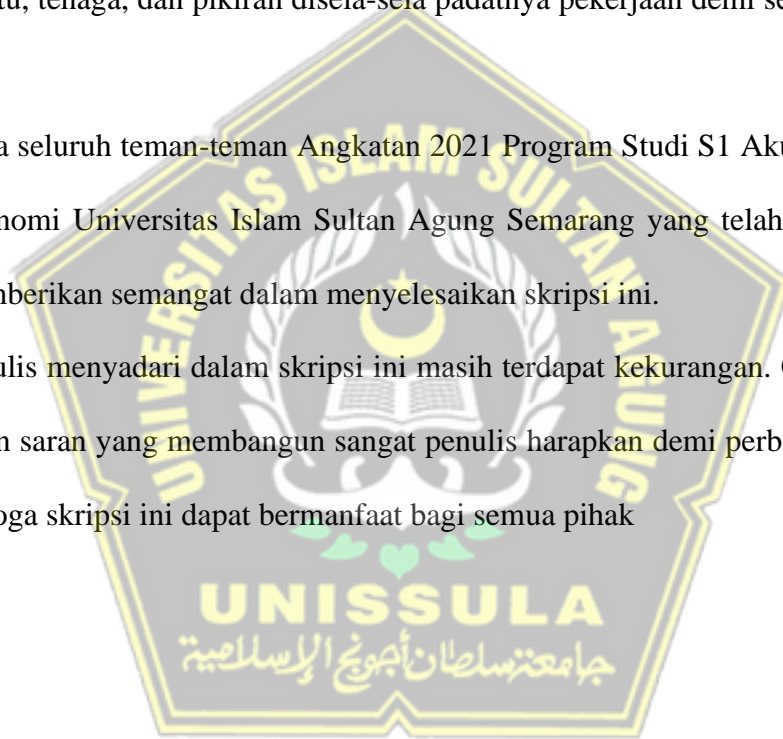 tu, tenaga, dan pikiran disela-sela padatnya pekerjaan demi se
a seluruh teman-teman Angkatan 2021 Program Studi S1 Aku
nomi Universitas Islam Sultan Agung Semarang yang telah
mberikan semangat dalam menyelesaikan skripsi ini.
ulis menyadari dalam skripsi ini masih terdapat kekurangan.
n saran yang membangun sangat penulis harapkan demi perb
oga skripsi ini dapat bermanfaat bagi semua pihak
UNIVERSITAS ISLAM SULTAN AGUNG
UNISSULA
جامعة سلطان أجونج الإسلامية